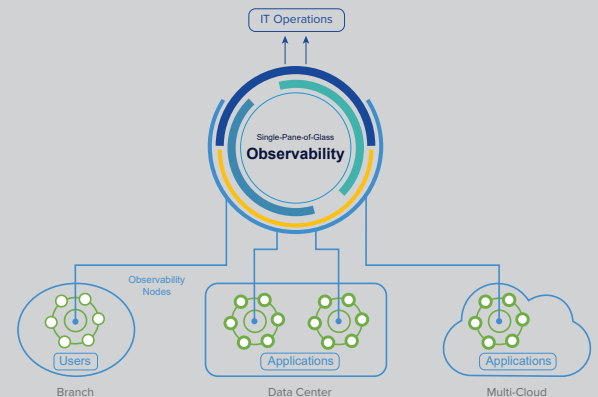 IT Operations
Single-Pane-of-Glass
Observability
Observability
Nodes
Users
Applications
Applications
Branch
Data Center
Multi-Cloud